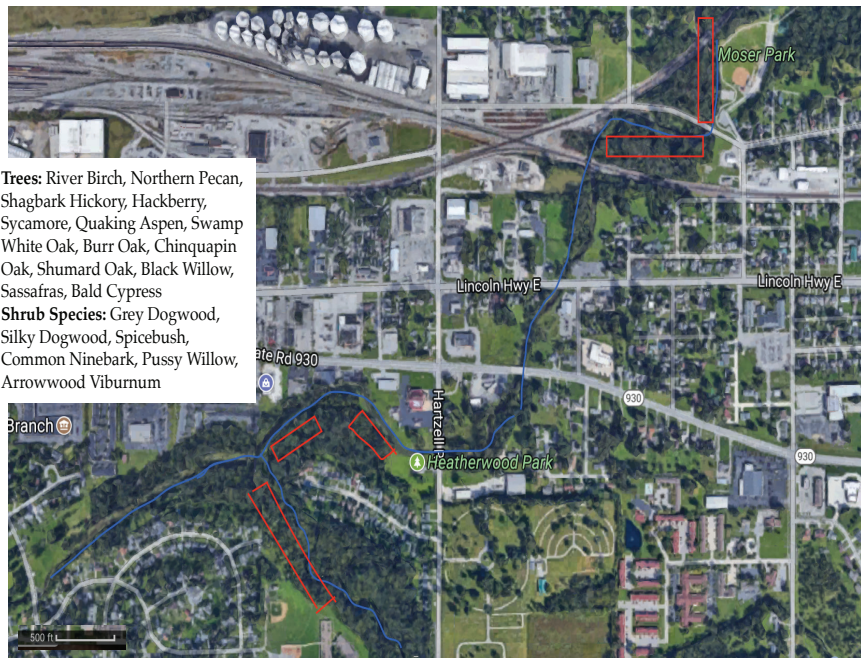 Moser Park
Trees: River Birch, Northern Pecan,
Shagbark Hickory, Hackberry,
Sycamore, Quaking Aspen, Swamp
White Oak, Burr Oak, Chinquapin
Oak, Shumard Oak, Black Willow,
Sassafras, Bald Cypress
Shrub Species: Grey Dogwood,
Silky Dogwood, Spicebush,
Common Ninebark, Pussy Willow,
Arrowwood Viburnum
Lincoln Hwy E
Lincoln Hwy E
ate Rd 930
930
Branch
Hartzell
Heatherwood Park
930
500 ft